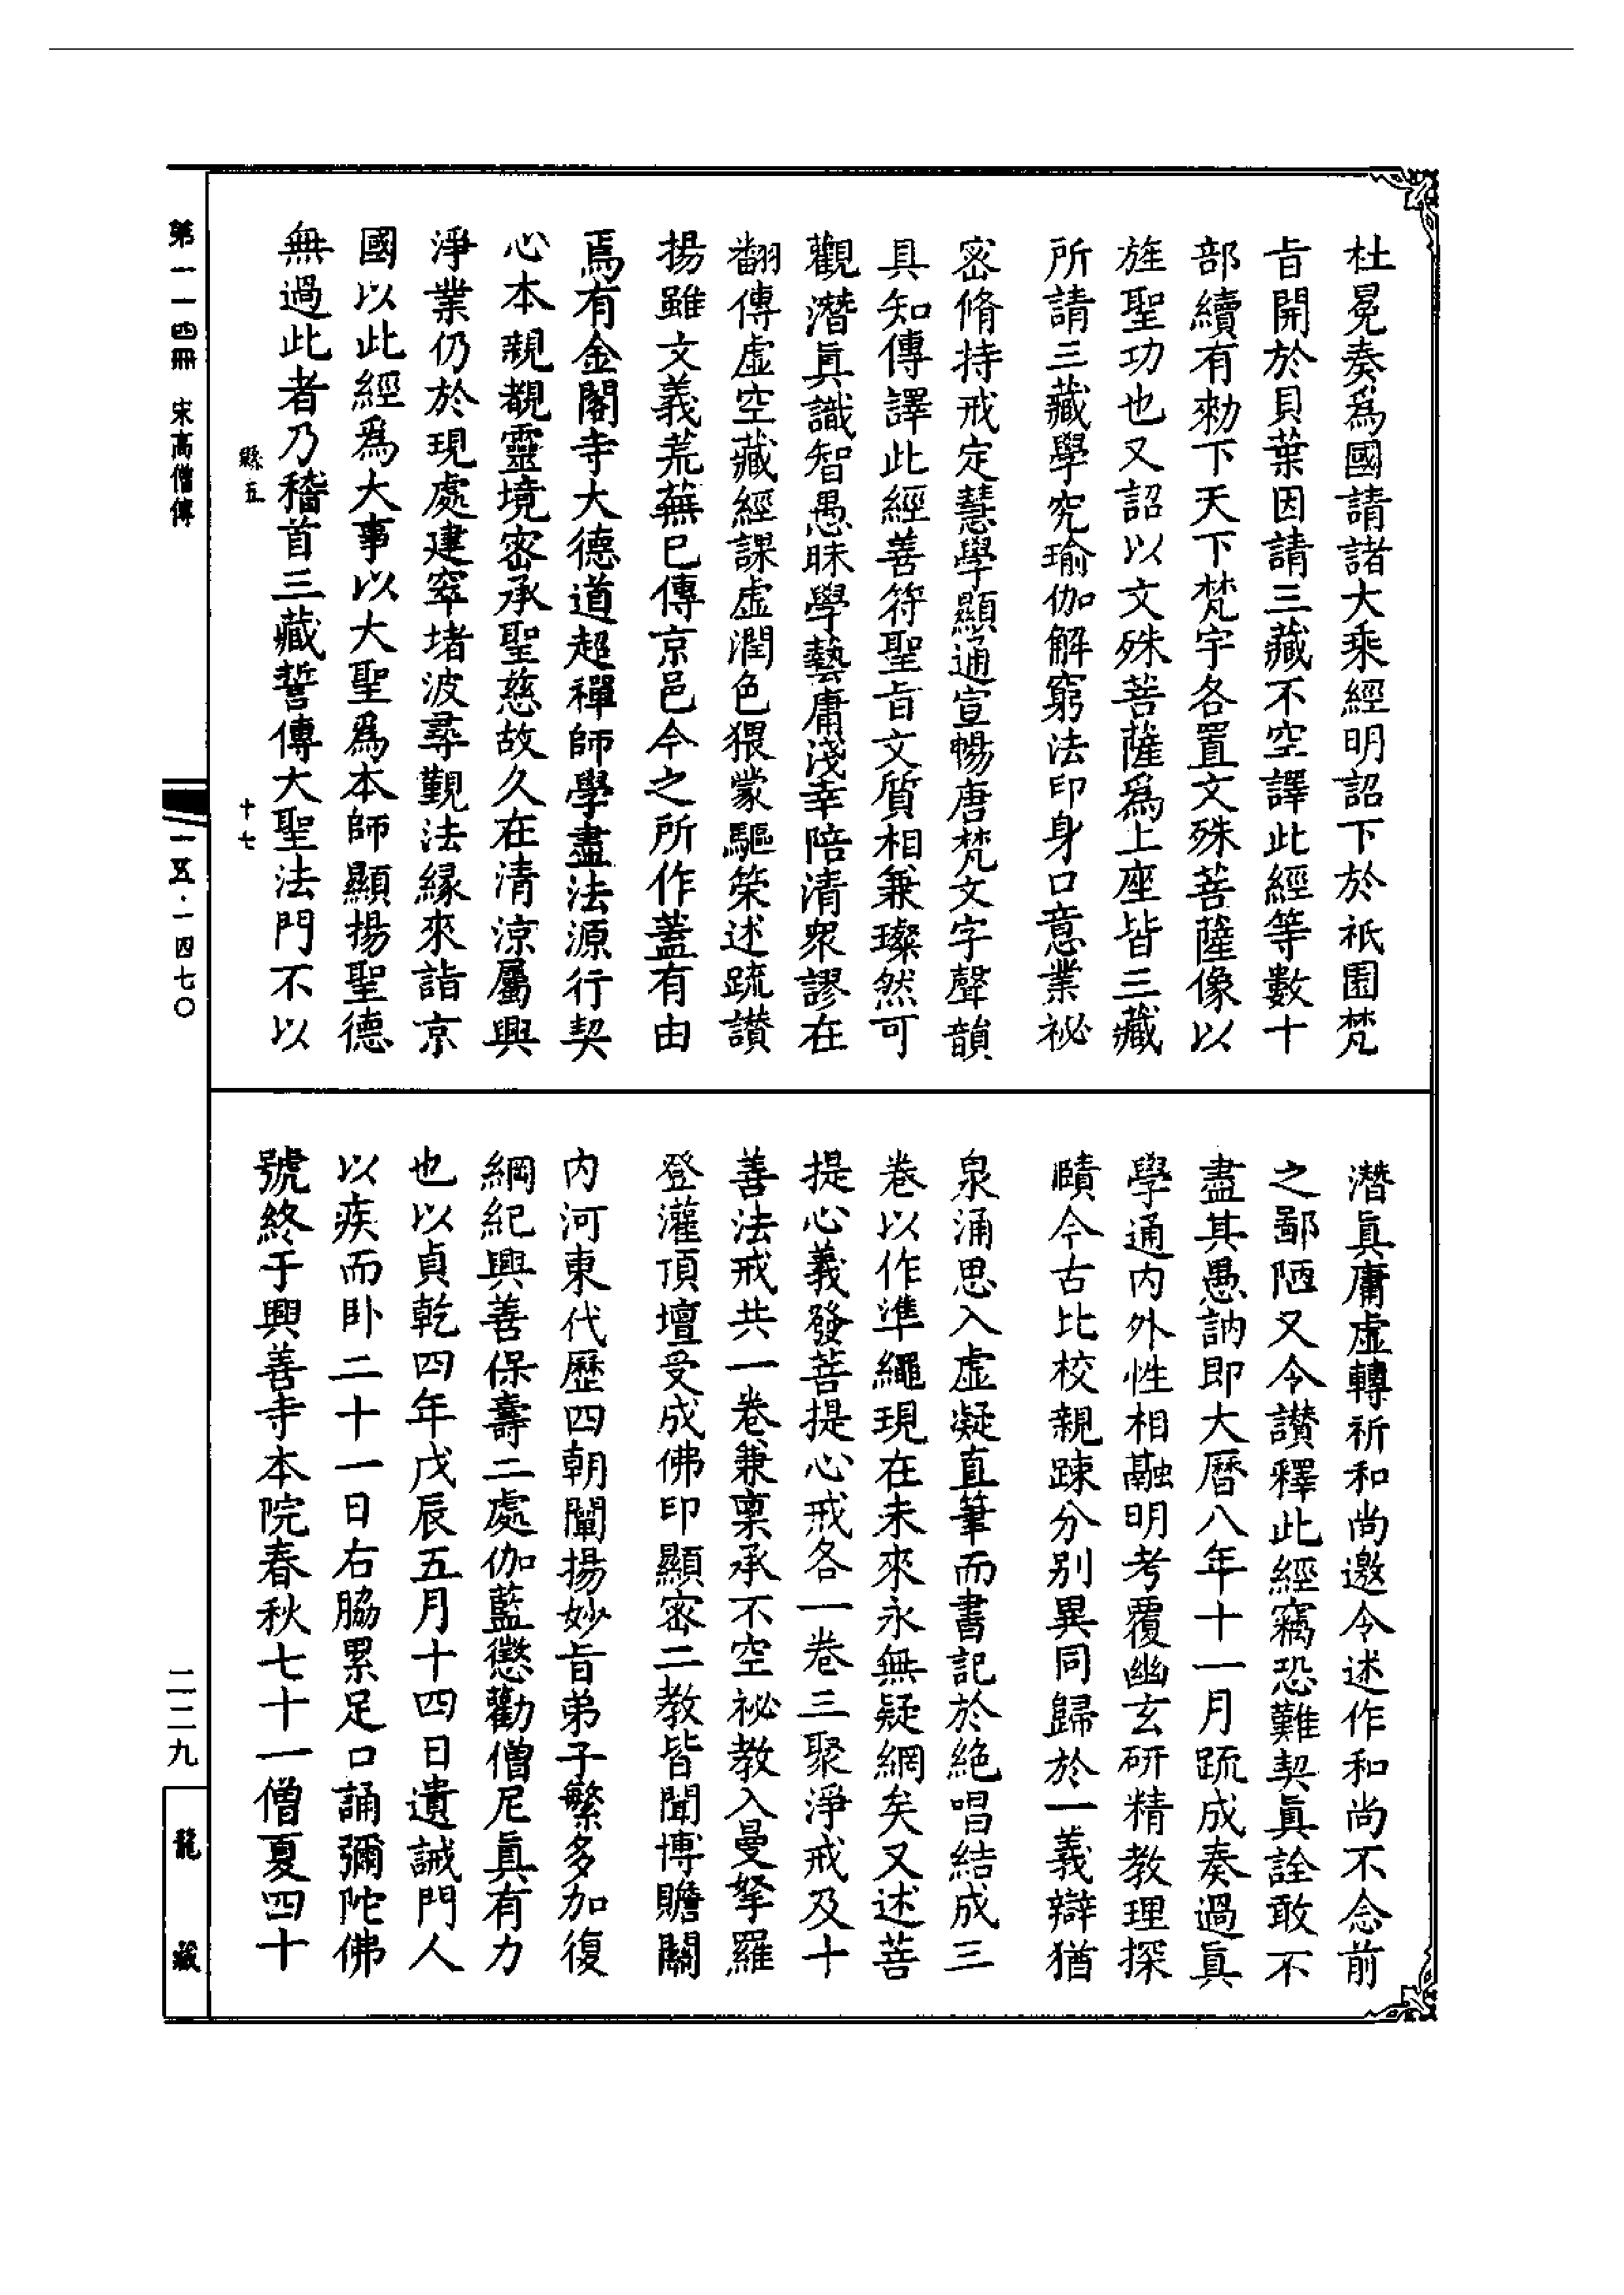 杜冕奏爲國請諸大乘經明詔下於祇園梵
旨開於貝葉因請三藏不空譯此經等數十
部續有勑下天下梵宇各置文殊菩薩像以
旌聖功也又詔以文殊菩薩爲上座皆三藏
所請三藏學究瑜伽解窮法印身口意業祕
密脩持戒定慧學顯通宣暢唐梵文字聲韻
具知傳譯此經善符聖旨文質相兼璨然可
觀潛眞識智愚昧學藝庸淺幸陪清衆謬在
翻傳虛空藏經課虛潤色猥蒙驅策述䟽讃
揚雖文義荒蕪已傳京邑今之所作蓋有由
焉有金閣寺大德道超禪師學盡法源行契
心本親覩靈境密承聖慈故久在清涼屬興
淨業仍於現處建窣堵波尋覲法緣來詣京
國以此經爲大事以大聖爲本師顯揚聖德
無過此者乃稽首三藏誓傳大聖法門不以
潛眞庸虛轉祈和尚邀令述作和尚不念前
之鄙陋又令讃釋此經竊恐難契眞詮敢不
盡其愚訥即大曆八年十一月䟽成奏過眞
學通内外性相融明考覆幽玄研精教理探
賾今古比校親踈分別異同歸於一義辯猶
泉涌思入虛凝直筆而書記於絶唱結成三
卷以作準繩現在未來永無疑網矣又述菩
提心義發菩提心戒各一卷三聚淨戒及十
善法戒共一卷兼稟承不空祕教入曼拏羅
登灌頂壇受成佛印顯密二教皆聞博贍關
内河東代歷四朝闡揚妙旨弟子繁多加復
綱紀興善保壽二處伽藍懲勸僧尼眞有力
也以貞乾四年戊辰五月十四日遺誡門人
以疾而卧二十一日右脇累足口誦彌陀佛
號終于興善寺本院春秋七十一僧夏四十
縣五
十七
第一一四冊 宋高僧傳
一五·一四七〇
二二九
龍藏